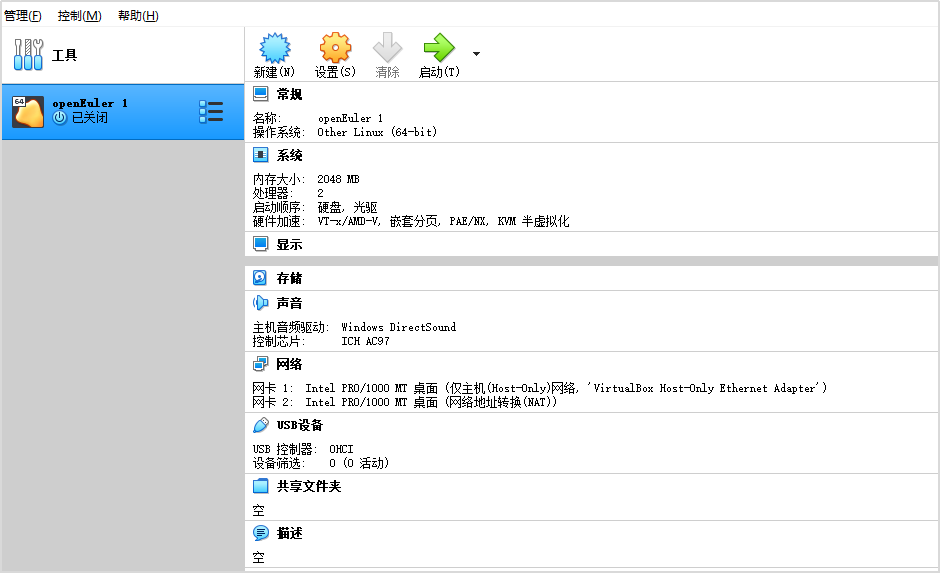 管理(F) 控制(M) 帮助(H)
工具
新建(N) 设置(S) 清除 启动(T)
64
openEuler 1
已关闭
常规
名称: openEuler 1
操作系统: Other Linux (64-bit)
系统
内存大小: 2048 MB
处理器: 2
启动顺序: 硬盘, 光驱
硬件加速: VT-x/AMD-V, 嵌套分页, PAE/NX, KVM 半虚拟化
显示
存储
声音
主机音频驱动: Windows DirectSound
控制芯片: ICH AC97
网络
网卡 1: Intel PRO/1000 MT 桌面 (仅主机(Host-Only)网络, 'VirtualBox Host-Only Ethernet Adapter')
网卡 2: Intel PRO/1000 MT 桌面 (网络地址转换(NAT))
USB设备
USB 控制器: OHCI
设备筛选: 0 (0 活动)
共享文件夹
空
描述
空